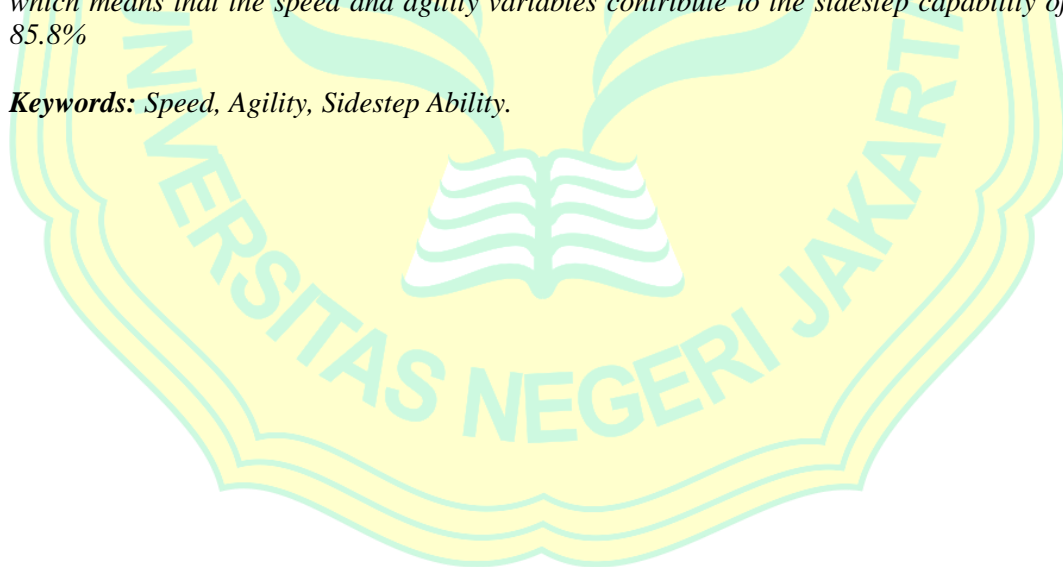 which means that the speed and agility variables contribute to the sidestep capability of
85.8%
Keywords: Speed, Agility, Sidestep Ability.
UNIVERSITAS NEGERI JAKARTA